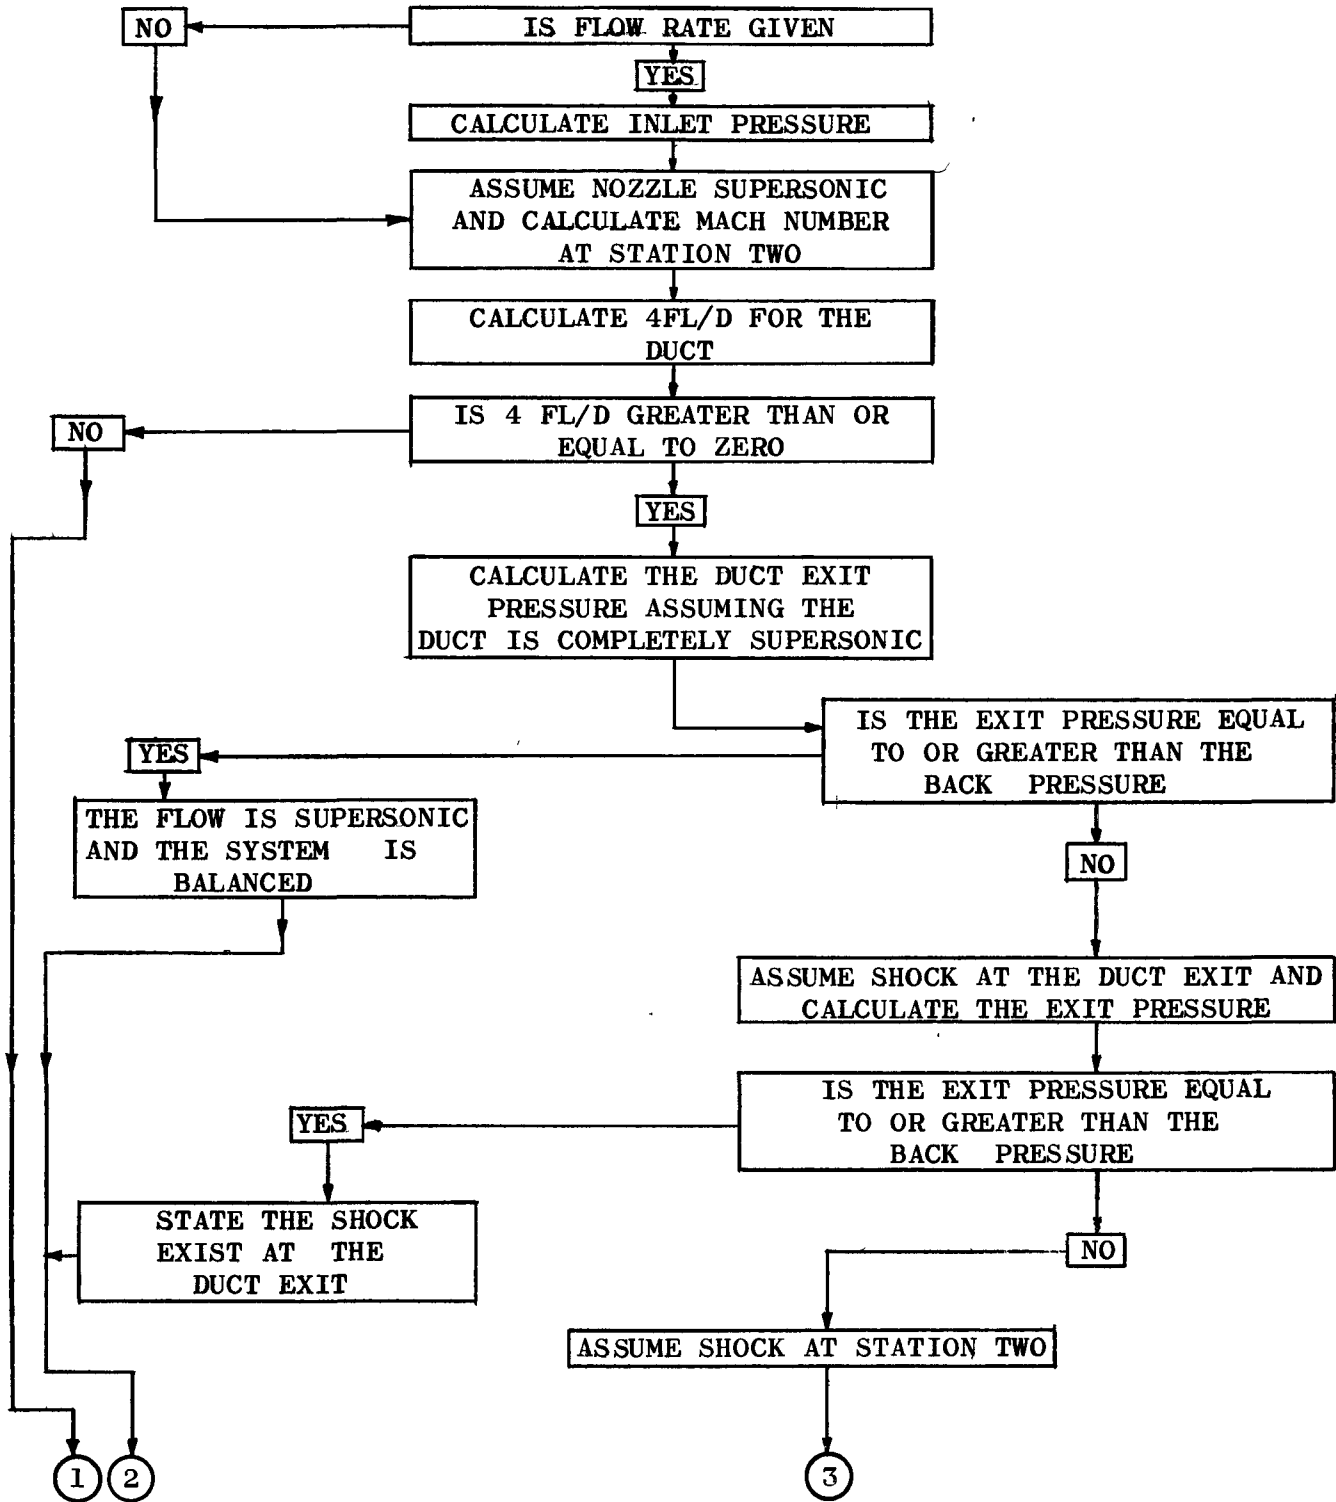 NO
IS FLOW RATE GIVEN
YES
CALCULATE INLET PRESSURE
ASSUME NOZZLE SUPERSONIC
AND CALCULATE MACH NUMBER
AT STATION TWO
CALCULATE 4FL/D FOR THE
DUCT
NO
IS 4 FL/D GREATER THAN OR
EQUAL TO ZERO
YES
CALCULATE THE DUCT EXIT
PRESSURE ASSUMING THE
DUCT IS COMPLETELY SUPERSONIC
IS THE EXIT PRESSURE EQUAL
TO OR GREATER THAN THE
BACK PRESSURE
YES
THE FLOW IS SUPERSONIC
AND THE SYSTEM IS
BALANCED
NO
ASSUME SHOCK AT THE DUCT EXIT AND
CALCULATE THE EXIT PRESSURE
IS THE EXIT PRESSURE EQUAL
TO OR GREATER THAN THE
BACK PRESSURE
YES
STATE THE SHOCK
EXIST AT THE
DUCT EXIT
NO
ASSUME SHOCK AT STATION TWO
1
2
3